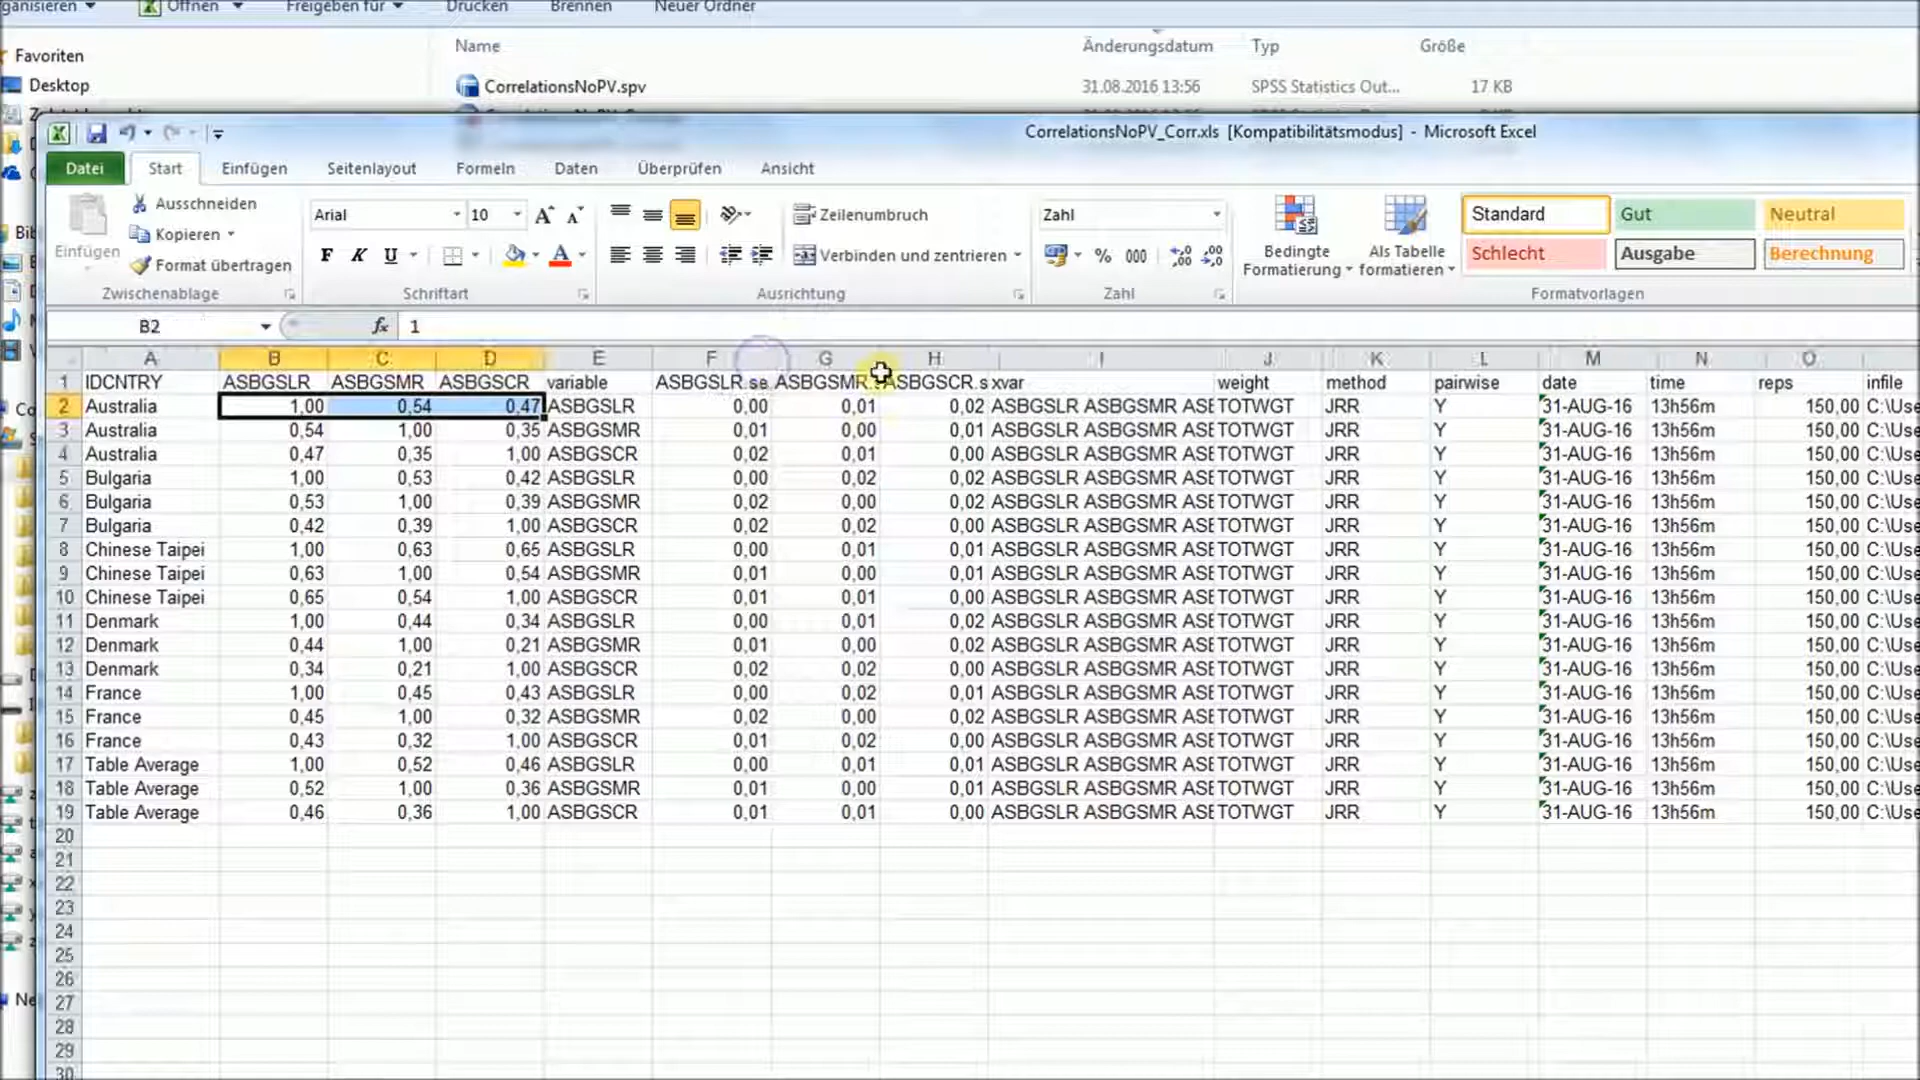 ganisieren Öffnen Freigeben für Drucken Brennen Neuer Ordner
Favoriten Name Änderungsdatum Typ Größe
Desktop CorrelationsNoPV.spv 31.08.2016 13:56 SPSS Statistics Out... 17 KB
CorrelationsNoPV_Corr.xls [Kompatibilitätsmodus] - Microsoft Excel
Datei Start Einfügen Seitenlayout Formeln Daten Überprüfen Ansicht
Einfügen Ausschneiden Kopieren Format übertragen
Arial 10 F K U
Zeilenumbruch
Verbinden und zentrieren
Zahl % 000
Bedingte Formatierung Als Tabelle formatieren
Standard Gut Neutral
Schlecht Ausgabe Berechnung
Zwischenablage Schriftart Ausrichtung Zahl Formatvorlagen
B2 fx 1
A B C D E F G H I J K L M N O
1 IDCNTRY ASBGSLR ASBGSMR ASBGSCR variable ASBGSLR.se ASBGSMR. ASBGSCR.s xvar weight method pairwise date time reps infile
2 Australia 1,00 0,54 0,47 ASBGSLR 0,00 0,01 0,02 ASBGSLR ASBGSMR ASE TOTWGT JRR Y 31-AUG-16 13h56m 150,00 C:\Use
3 Australia 0,54 1,00 0,35 ASBGSMR 0,01 0,00 0,01 ASBGSLR ASBGSMR ASE TOTWGT JRR Y 31-AUG-16 13h56m 150,00 C:\Use
4 Australia 0,47 0,35 1,00 ASBGSCR 0,02 0,01 0,00 ASBGSLR ASBGSMR ASE TOTWGT JRR Y 31-AUG-16 13h56m 150,00 C:\Use
5 Bulgaria 1,00 0,53 0,42 ASBGSLR 0,00 0,02 0,02 ASBGSLR ASBGSMR ASE TOTWGT JRR Y 31-AUG-16 13h56m 150,00 C:\Use
6 Bulgaria 0,53 1,00 0,39 ASBGSMR 0,02 0,00 0,02 ASBGSLR ASBGSMR ASE TOTWGT JRR Y 31-AUG-16 13h56m 150,00 C:\Use
7 Bulgaria 0,42 0,39 1,00 ASBGSCR 0,02 0,02 0,00 ASBGSLR ASBGSMR ASE TOTWGT JRR Y 31-AUG-16 13h56m 150,00 C:\Use
8 Chinese Taipei 1,00 0,63 0,65 ASBGSLR 0,00 0,01 0,01 ASBGSLR ASBGSMR ASE TOTWGT JRR Y 31-AUG-16 13h56m 150,00 C:\Use
9 Chinese Taipei 0,63 1,00 0,54 ASBGSMR 0,01 0,00 0,01 ASBGSLR ASBGSMR ASE TOTWGT JRR Y 31-AUG-16 13h56m 150,00 C:\Use
10 Chinese Taipei 0,65 0,54 1,00 ASBGSCR 0,01 0,01 0,00 ASBGSLR ASBGSMR ASE TOTWGT JRR Y 31-AUG-16 13h56m 150,00 C:\Use
11 Denmark 1,00 0,44 0,34 ASBGSLR 0,00 0,01 0,02 ASBGSLR ASBGSMR ASE TOTWGT JRR Y 31-AUG-16 13h56m 150,00 C:\Use
12 Denmark 0,44 1,00 0,21 ASBGSMR 0,01 0,00 0,02 ASBGSLR ASBGSMR ASE TOTWGT JRR Y 31-AUG-16 13h56m 150,00 C:\Use
13 Denmark 0,34 0,21 1,00 ASBGSCR 0,02 0,02 0,00 ASBGSLR ASBGSMR ASE TOTWGT JRR Y 31-AUG-16 13h56m 150,00 C:\Use
14 France 1,00 0,45 0,43 ASBGSLR 0,00 0,02 0,01 ASBGSLR ASBGSMR ASE TOTWGT JRR Y 31-AUG-16 13h56m 150,00 C:\Use
15 France 0,45 1,00 0,32 ASBGSMR 0,02 0,00 0,02 ASBGSLR ASBGSMR ASE TOTWGT JRR Y 31-AUG-16 13h56m 150,00 C:\Use
16 France 0,43 0,32 1,00 ASBGSCR 0,01 0,02 0,00 ASBGSLR ASBGSMR ASE TOTWGT JRR Y 31-AUG-16 13h56m 150,00 C:\Use
17 Table Average 1,00 0,52 0,46 ASBGSLR 0,00 0,01 0,01 ASBGSLR ASBGSMR ASE TOTWGT JRR Y 31-AUG-16 13h56m 150,00 C:\Use
18 Table Average 0,52 1,00 0,36 ASBGSMR 0,01 0,00 0,01 ASBGSLR ASBGSMR ASE TOTWGT JRR Y 31-AUG-16 13h56m 150,00 C:\Use
19 Table Average 0,46 0,36 1,00 ASBGSCR 0,01 0,01 0,00 ASBGSLR ASBGSMR ASE TOTWGT JRR Y 31-AUG-16 13h56m 150,00 C:\Use
20
21
22
23
24
25
26
27
28
29
30